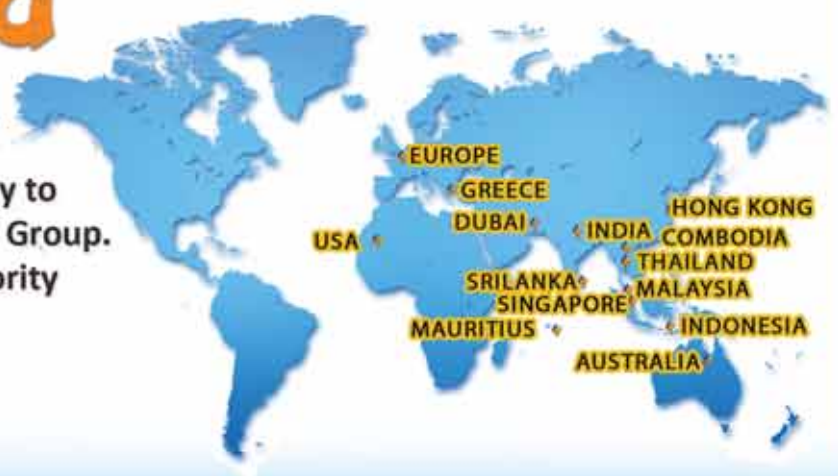 y to
Group.
ority
EUROPE
GREECE
DUBAI
HONG KONG
USA
INDIA
COMBODIA
THAILAND
SRILANKA
MALAYSIA
SINGAPORE
MAURITIUS
INDONESIA
AUSTRALIA